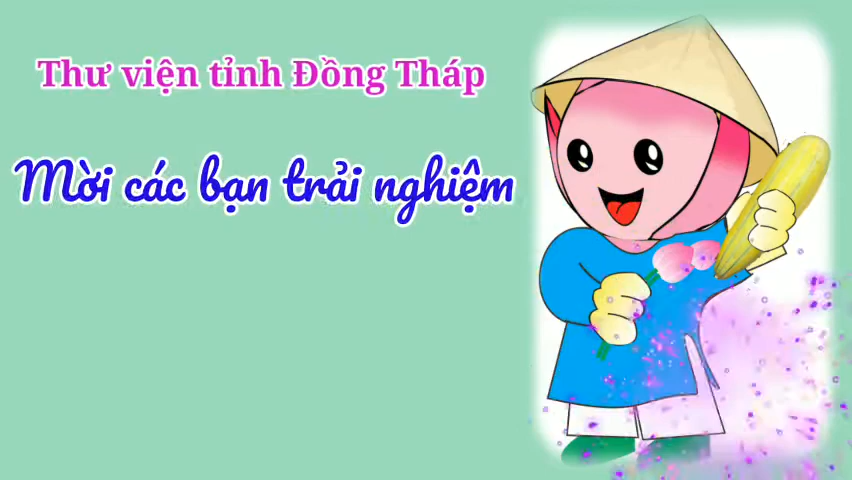 Thư viện tỉnh Đồng Tháp
Mời các bạn trải nghiệm